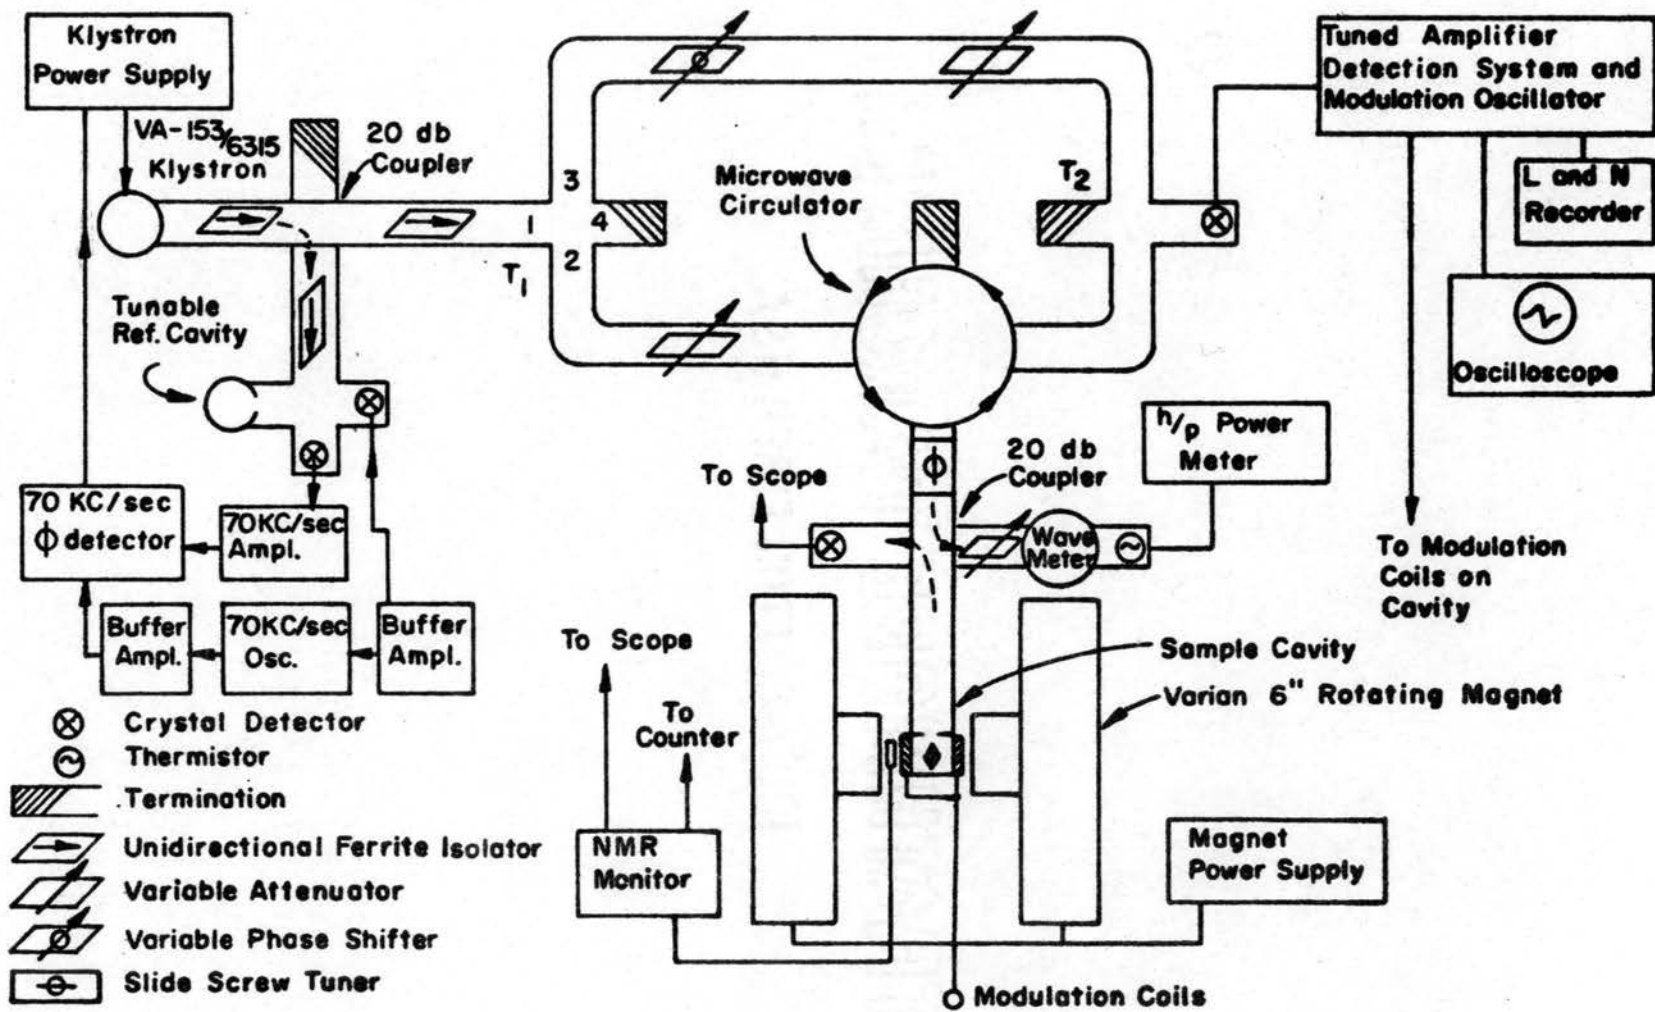 Klystron
Power Supply
VA-153/6315
Klystron
20 db
Coupler
3
1
4
2
T1
Microwave
Circulator
T2
Tuned Amplifier
Detection System and
Modulation Oscillator
L and N
Recorder
Oscilloscope
Tunable
Ref. Cavity
70 KC/sec
ϕ detector
70KC/sec
Ampl.
Buffer
Ampl.
70KC/sec
Osc.
Buffer
Ampl.
To Scope
ϕ
20 db
Coupler
h/p Power
Meter
Wave
Meter
To Modulation
Coils on
Cavity
To Scope
To
Counter
Sample Cavity
Varian 6" Rotating Magnet
NMR
Monitor
Magnet
Power Supply
Modulation Coils
Crystal Detector
Thermistor
Termination
Unidirectional Ferrite Isolator
Variable Attenuator
Variable Phase Shifter
Slide Screw Tuner